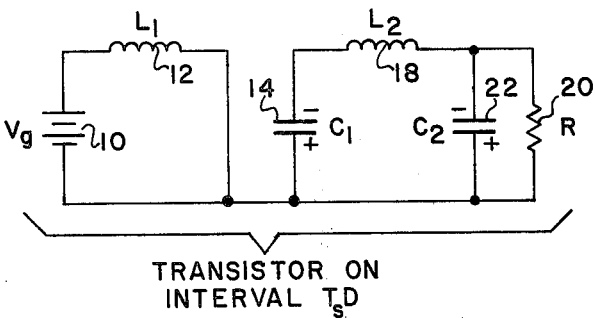 L1
L2
12
18
14
22
20
Vg
10
C1
C2
R
−
+
−
+
TRANSISTOR ON
INTERVAL TsD